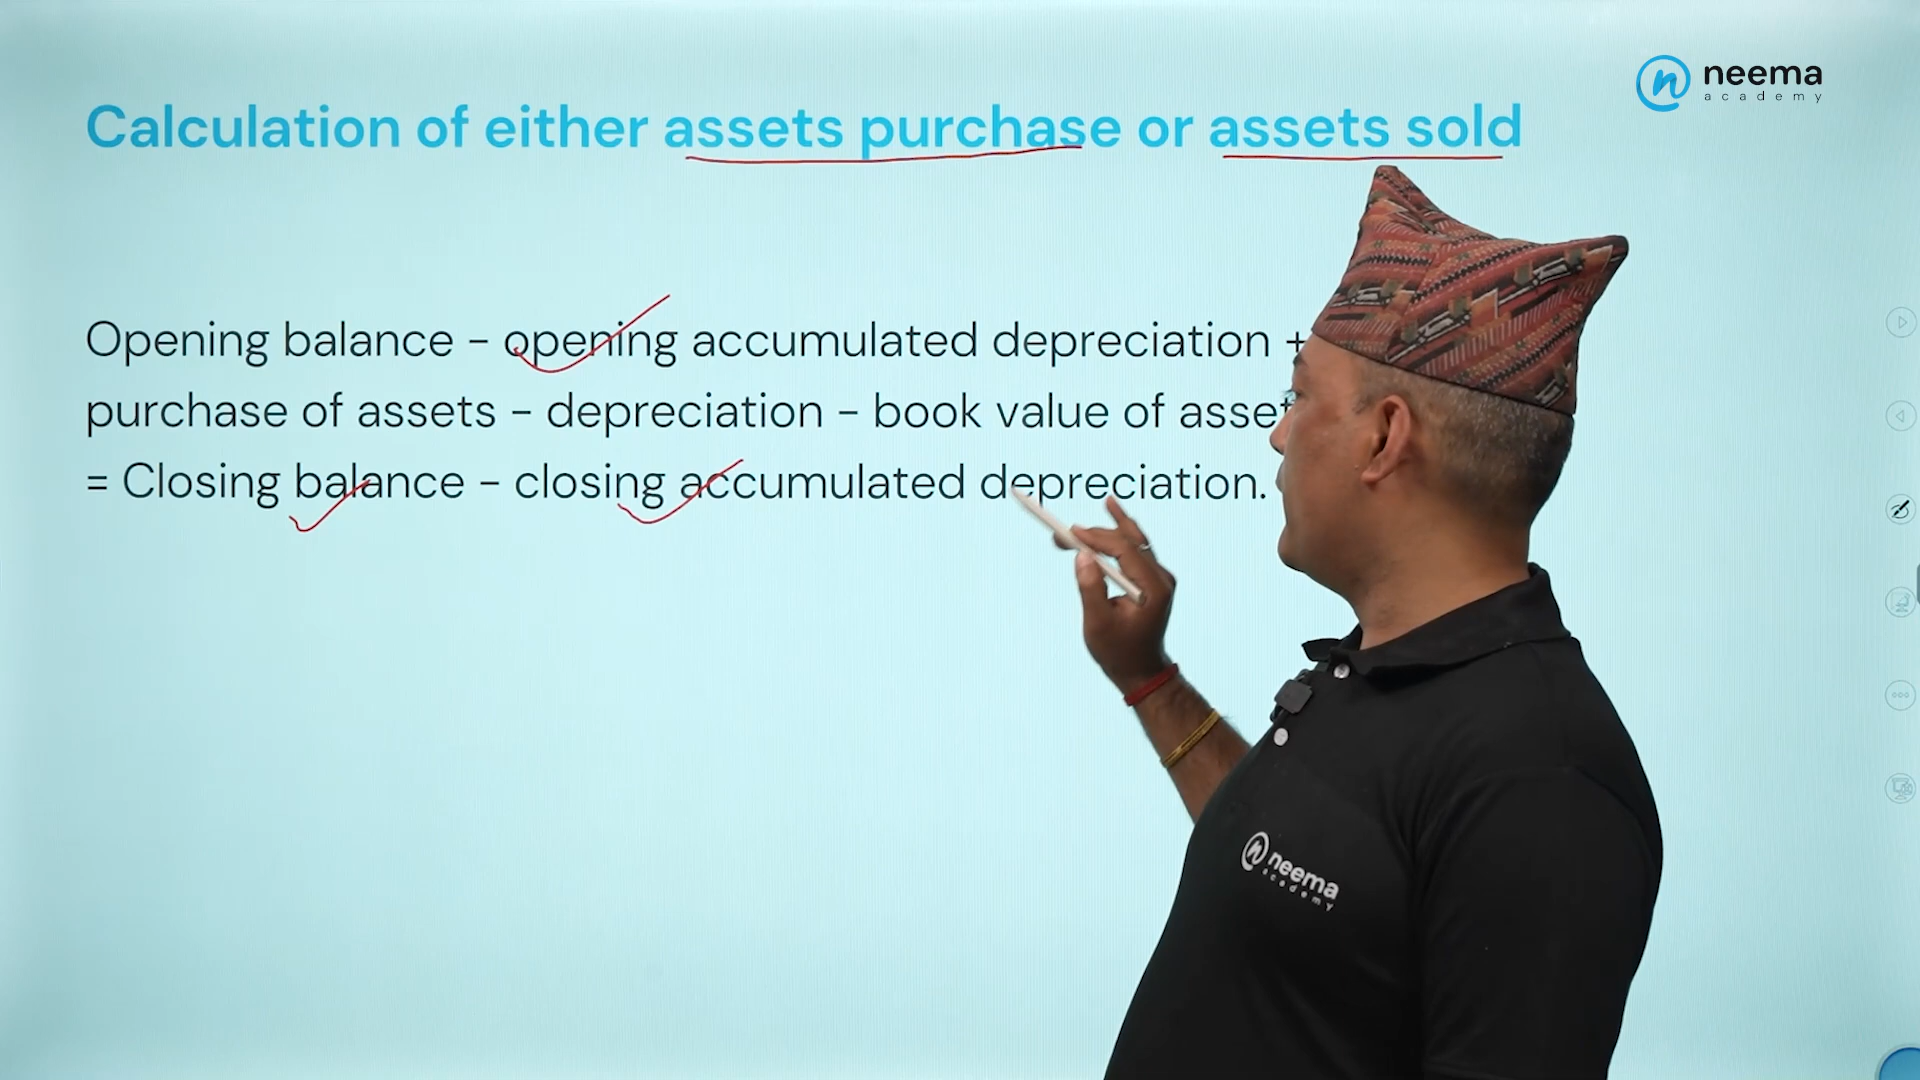 neema
academy
Calculation of either assets purchase or assets sold
Opening balance - opening accumulated depreciation +
purchase of assets - depreciation - book value of
= Closing balance - closing accumulated depreciation.
neema
academy